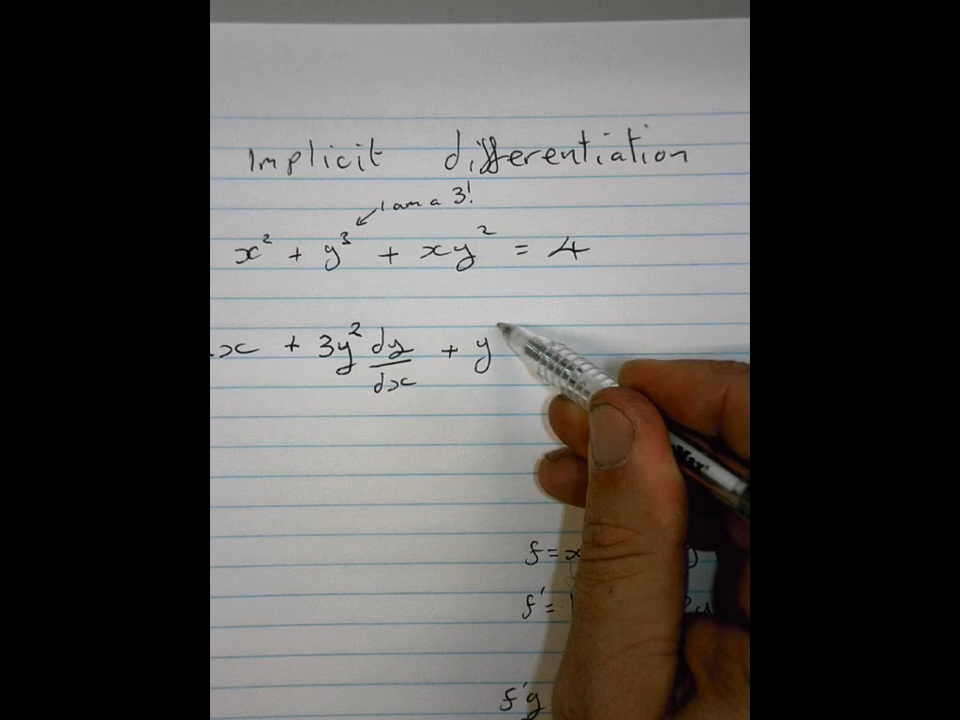 Implicit differentiation
I am a 3!
x² + y³ + xy² = 4
x + 3y² dy/dx + y
f = x
f' =
f'g